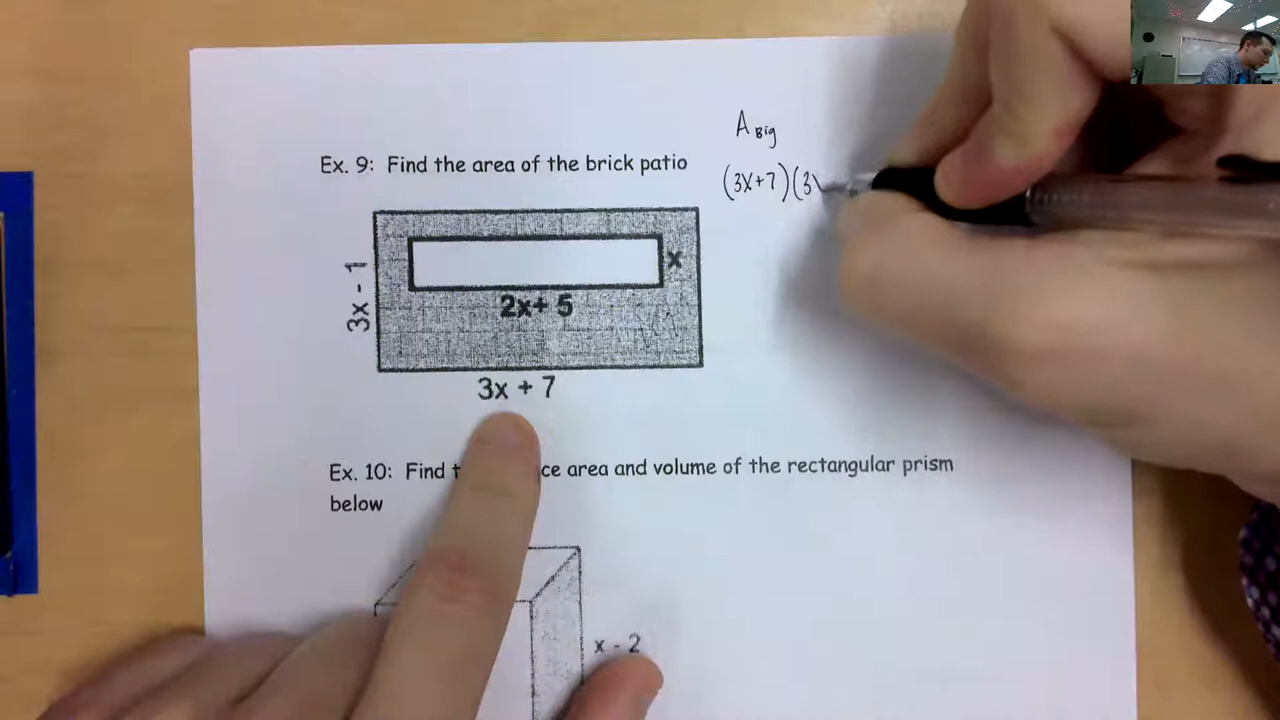 A Big
Ex. 9: Find the area of the brick patio
(3x+7)(3x
3x - 1
x
2x+ 5
3x + 7
Ex. 10: Find ce area and volume of the rectangular prism
below
x - 2